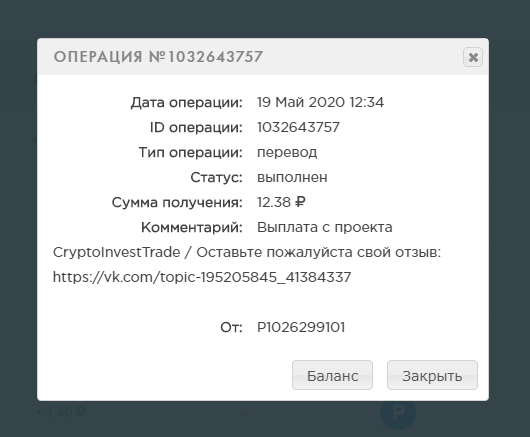 ОПЕРАЦИЯ №1032643757
Дата операции: 19 Май 2020 12:34
ID операции: 1032643757
Тип операции: перевод
Статус: выполнен
Сумма получения: 12.38 ₽
Комментарий: Выплата с проекта
CryptoInvestTrade / Оставьте пожалуйста свой отзыв:
https://vk.com/topic-195205845_41384337
От: P1026299101
Баланс Закрыть